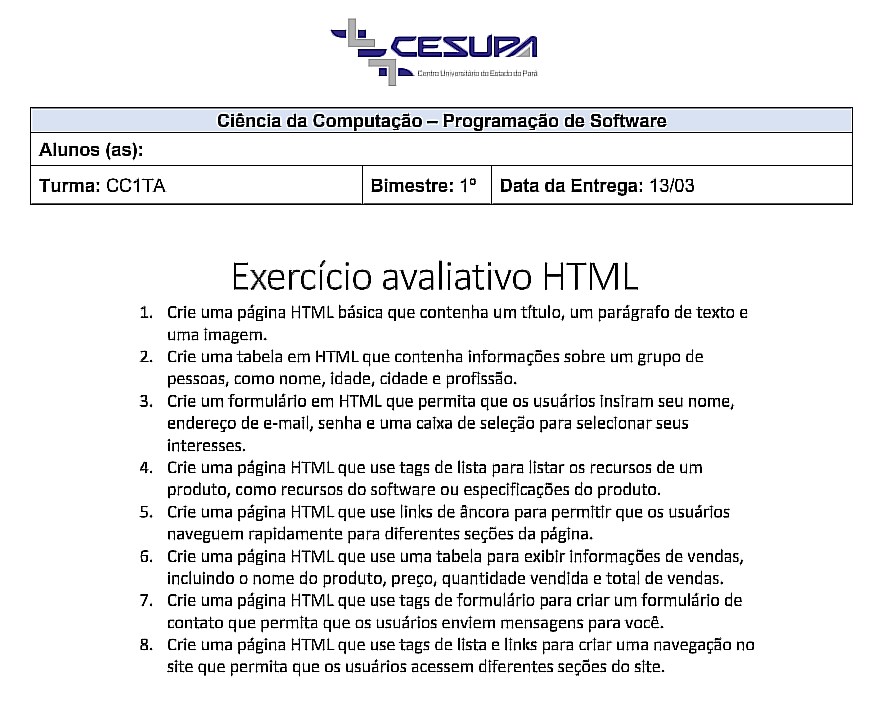 CESUPA
Centro Universitário do Estado do Pará
Ciência da Computação – Programação de Software
Alunos (as):
Turma: CC1TA
Bimestre: 1º
Data da Entrega: 13/03
Exercício avaliativo HTML
1. Crie uma página HTML básica que contenha um título, um parágrafo de texto e
uma imagem.
2. Crie uma tabela em HTML que contenha informações sobre um grupo de
pessoas, como nome, idade, cidade e profissão.
3. Crie um formulário em HTML que permita que os usuários insiram seu nome,
endereço de e-mail, senha e uma caixa de seleção para selecionar seus
interesses.
4. Crie uma página HTML que use tags de lista para listar os recursos de um
produto, como recursos do software ou especificações do produto.
5. Crie uma página HTML que use links de âncora para permitir que os usuários
naveguem rapidamente para diferentes seções da página.
6. Crie uma página HTML que use uma tabela para exibir informações de vendas,
incluindo o nome do produto, preço, quantidade vendida e total de vendas.
7. Crie uma página HTML que use tags de formulário para criar um formulário de
contato que permita que os usuários enviem mensagens para você.
8. Crie uma página HTML que use tags de lista e links para criar uma navegação no
site que permita que os usuários acessem diferentes seções do site.